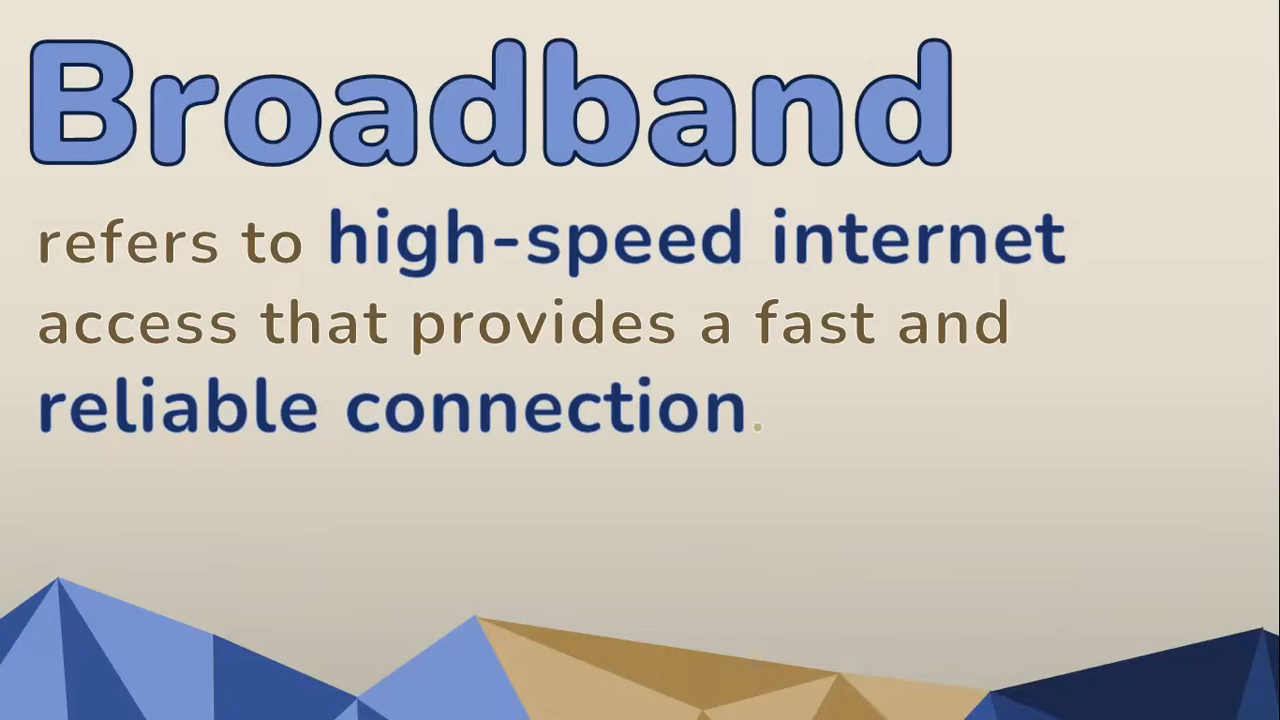 Broadband
refers to high-speed internet
access that provides a fast and
reliable connection.